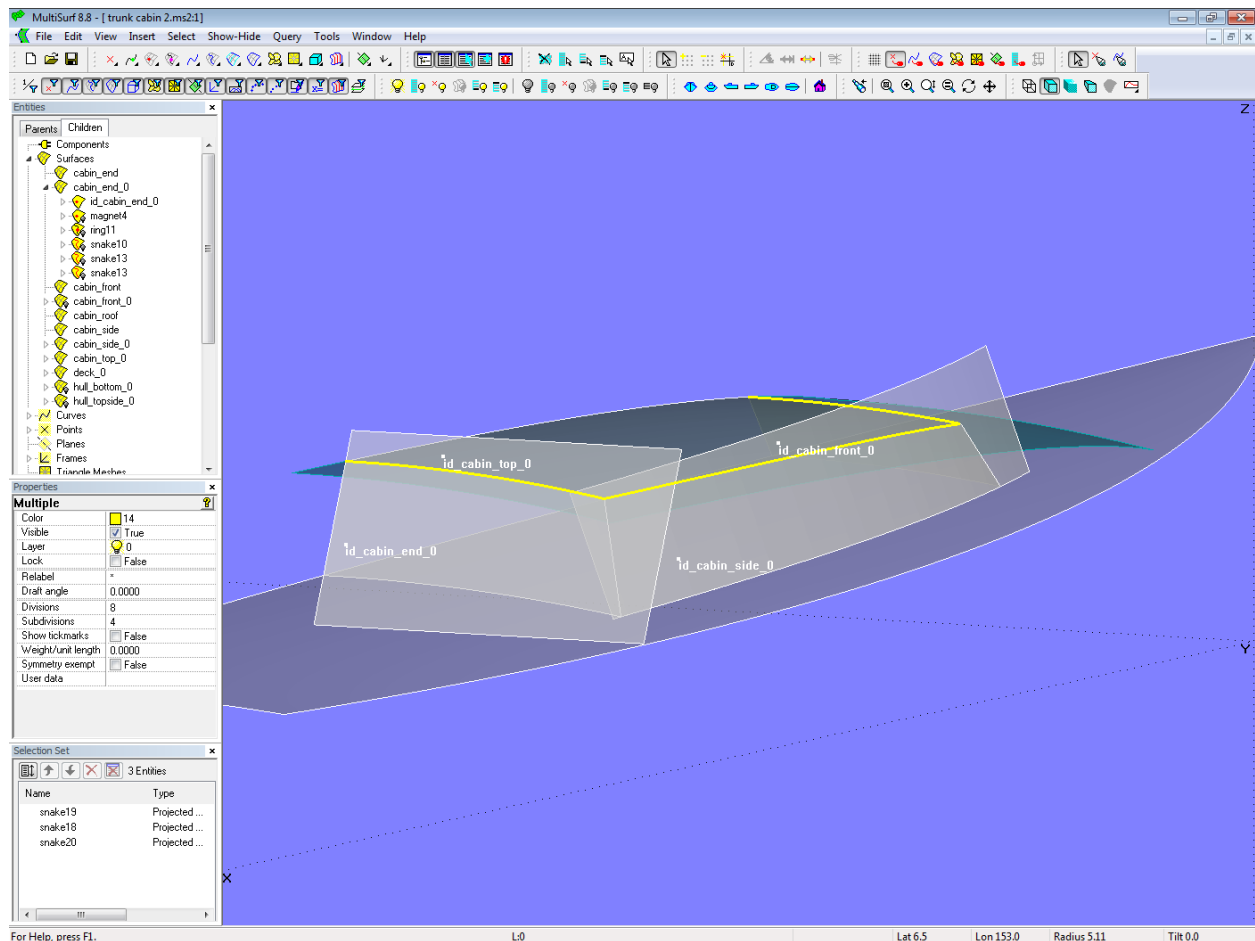 MultiSurf 8.8 - [ trunk cabin 2.ms2:1]
File Edit View Insert Select Show-Hide Query Tools Window Help
Entities
Parents Children
Components
Surfaces
cabin_end
cabin_end_0
id_cabin_end_0
magnet4
ring11
snake10
snake13
snake13
cabin_front
cabin_front_0
cabin_roof
cabin_side
cabin_side_0
cabin_top_0
deck_0
hull_bottom_0
hull_topside_0
Curves
Points
Planes
Frames
Triangle Meshes
Properties
Multiple
Color 14
Visible True
Layer 0
Lock False
Relabel *
Draft angle 0.0000
Divisions 8
Subdivisions 4
Show tickmarks False
Weight/unit length 0.0000
Symmetry exempt False
User data
Selection Set
3 Entities
Name Type
snake19 Projected ...
snake18 Projected ...
snake20 Projected ...
Z
id_cabin_top_0
id_cabin_front_0
id_cabin_end_0
id_cabin_side_0
Y
X
For Help, press F1. L:0 Lat 6.5 Lon 153.0 Radius 5.11 Tilt 0.0